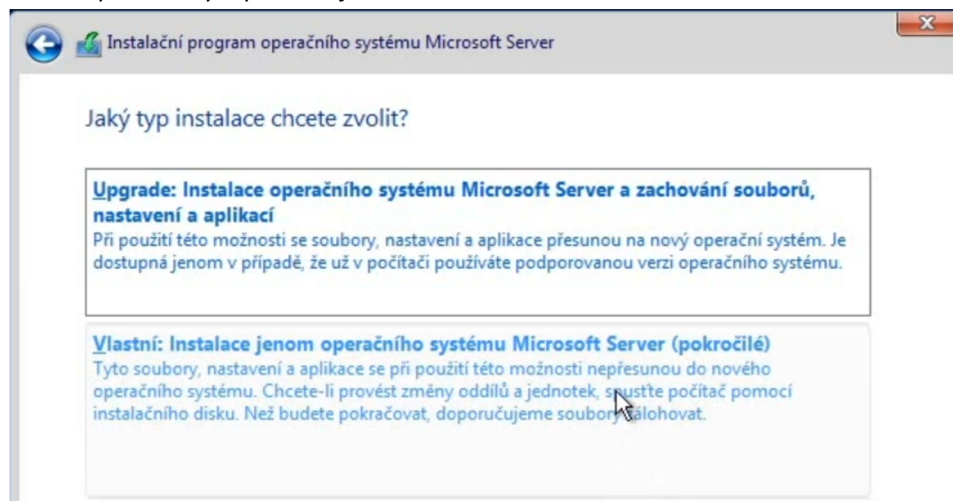 Instalační program operačního systému Microsoft Server
Jaký typ instalace chcete zvolit?
Upgrade: Instalace operačního systému Microsoft Server a zachování souborů,
nastavení a aplikací
Při použití této možnosti se soubory, nastavení a aplikace přesunou na nový operační systém. Je
dostupná jenom v případě, že už v počítači používáte podporovanou verzi operačního systému.
Vlastní: Instalace jenom operačního systému Microsoft Server (pokročilé)
Tyto soubory, nastavení a aplikace se při použití této možnosti nepřesunou do nového
operačního systému. Chcete-li provést změny oddílů a jednotek, spusťte počítač pomocí
instalačního disku. Než budete pokračovat, doporučujeme soubory zálohovat.